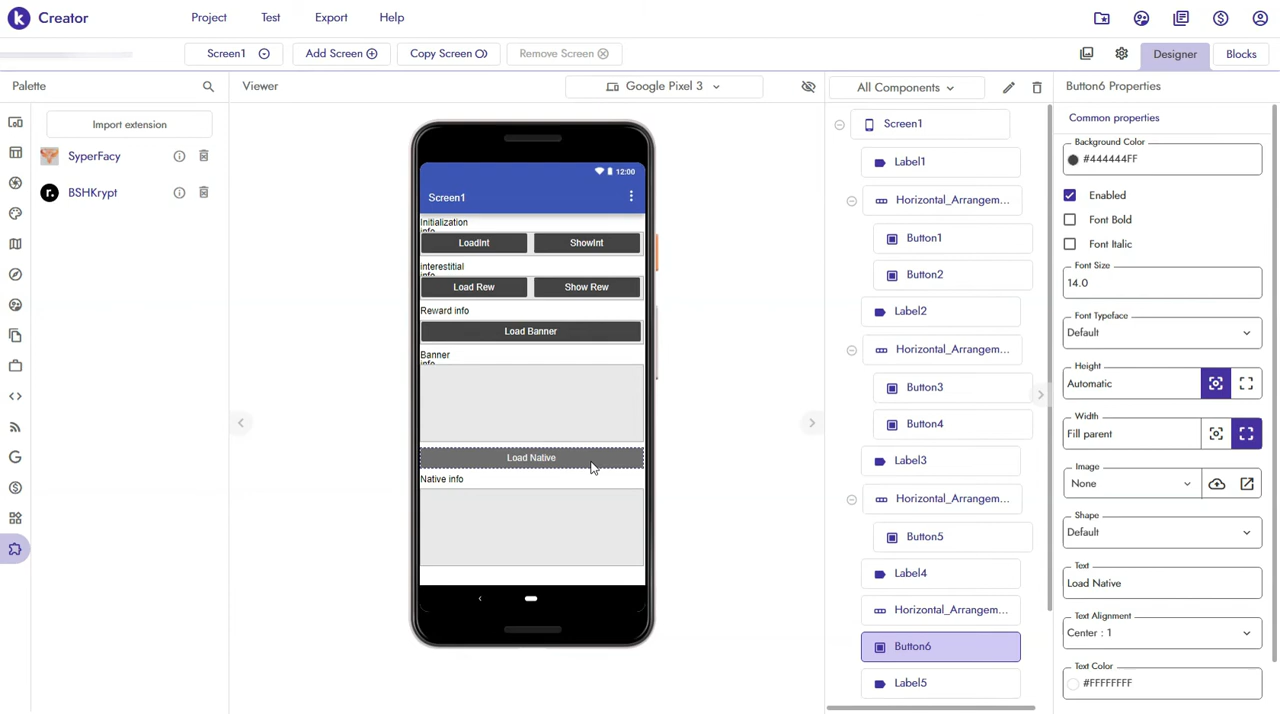 Creator
Project
Test
Export
Help
Screen1
Add Screen
Copy Screen
Remove Screen
Designer
Blocks
Palette
Viewer
Google Pixel 3
All Components
Button6 Properties
Import extension
SyperFacy
BSHKrypt
12:00
Screen1
Initialization
info
LoadInt
ShowInt
interestitial
info
Load Rew
Show Rew
Reward info
Load Banner
Banner
info
Load Native
Native info
Screen1
Label1
Horizontal_Arrangem...
Button1
Button2
Label2
Horizontal_Arrangem...
Button3
Button4
Label3
Horizontal_Arrangem...
Button5
Label4
Horizontal_Arrangem...
Button6
Label5
Common properties
Background Color
#444444FF
Enabled
Font Bold
Font Italic
Font Size
14.0
Font Typeface
Default
Height
Automatic
Width
Fill parent
Image
None
Shape
Default
Text
Load Native
Text Alignment
Center : 1
Text Color
#FFFFFFFF